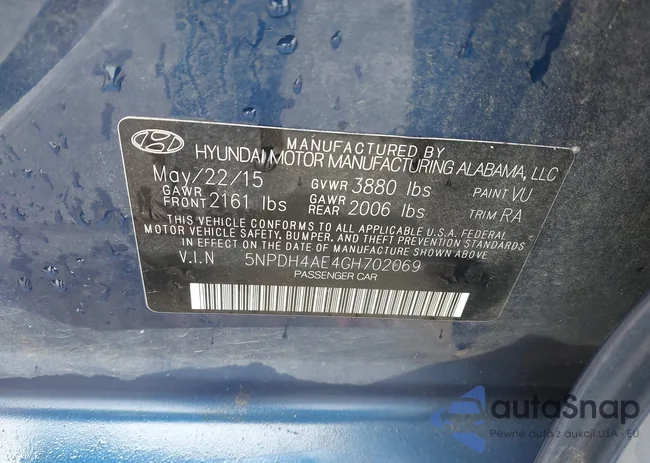 MANUFACTURED BY
HYUNDAI MOTOR MANUFACTURING ALABAMA, LLC
May/22/15 GVWR 3880 lbs PAINT VU
GAWR FRONT 2161 lbs GAWR REAR 2006 lbs TRIM RA
THIS VEHICLE CONFORMS TO ALL APPLICABLE U.S.A. FEDERAL
MOTOR VEHICLE SAFETY, BUMPER, AND THEFT PREVENTION STANDARDS
IN EFFECT ON THE DATE OF MANUFACTURE SHOWN ABOVE
V.I.N 5NPDH4AE4GH702069
PASSENGER CAR
autoSnap
Pewne auta z aukcji USA i EU